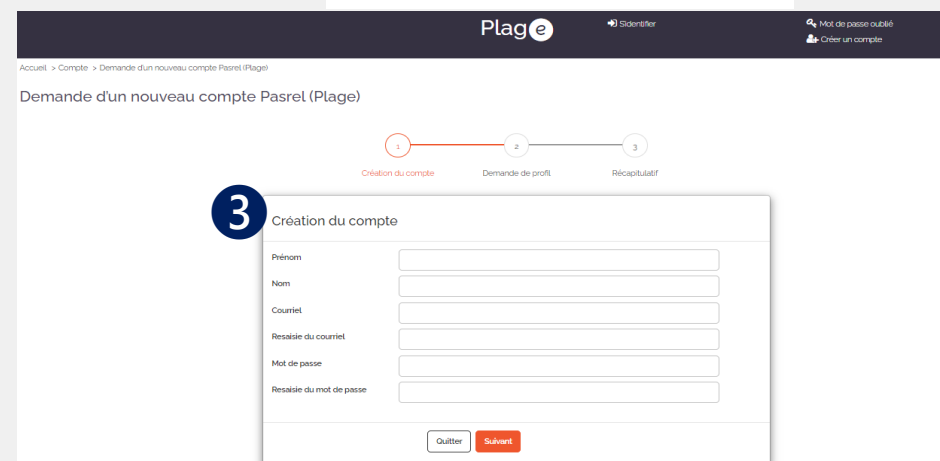 Plage
S'identifier
Mot de passe oublié
Créer un compte
Accueil > Compte > Demande d'un nouveau compte Pasrel (Plage)
Demande d'un nouveau compte Pasrel (Plage)
1 2 3
Création du compte Demande de profil Récapitulatif
3
Création du compte
Prénom
Nom
Courriel
Resaisie du courriel
Mot de passe
Resaisie du mot de passe
Quitter Suivant